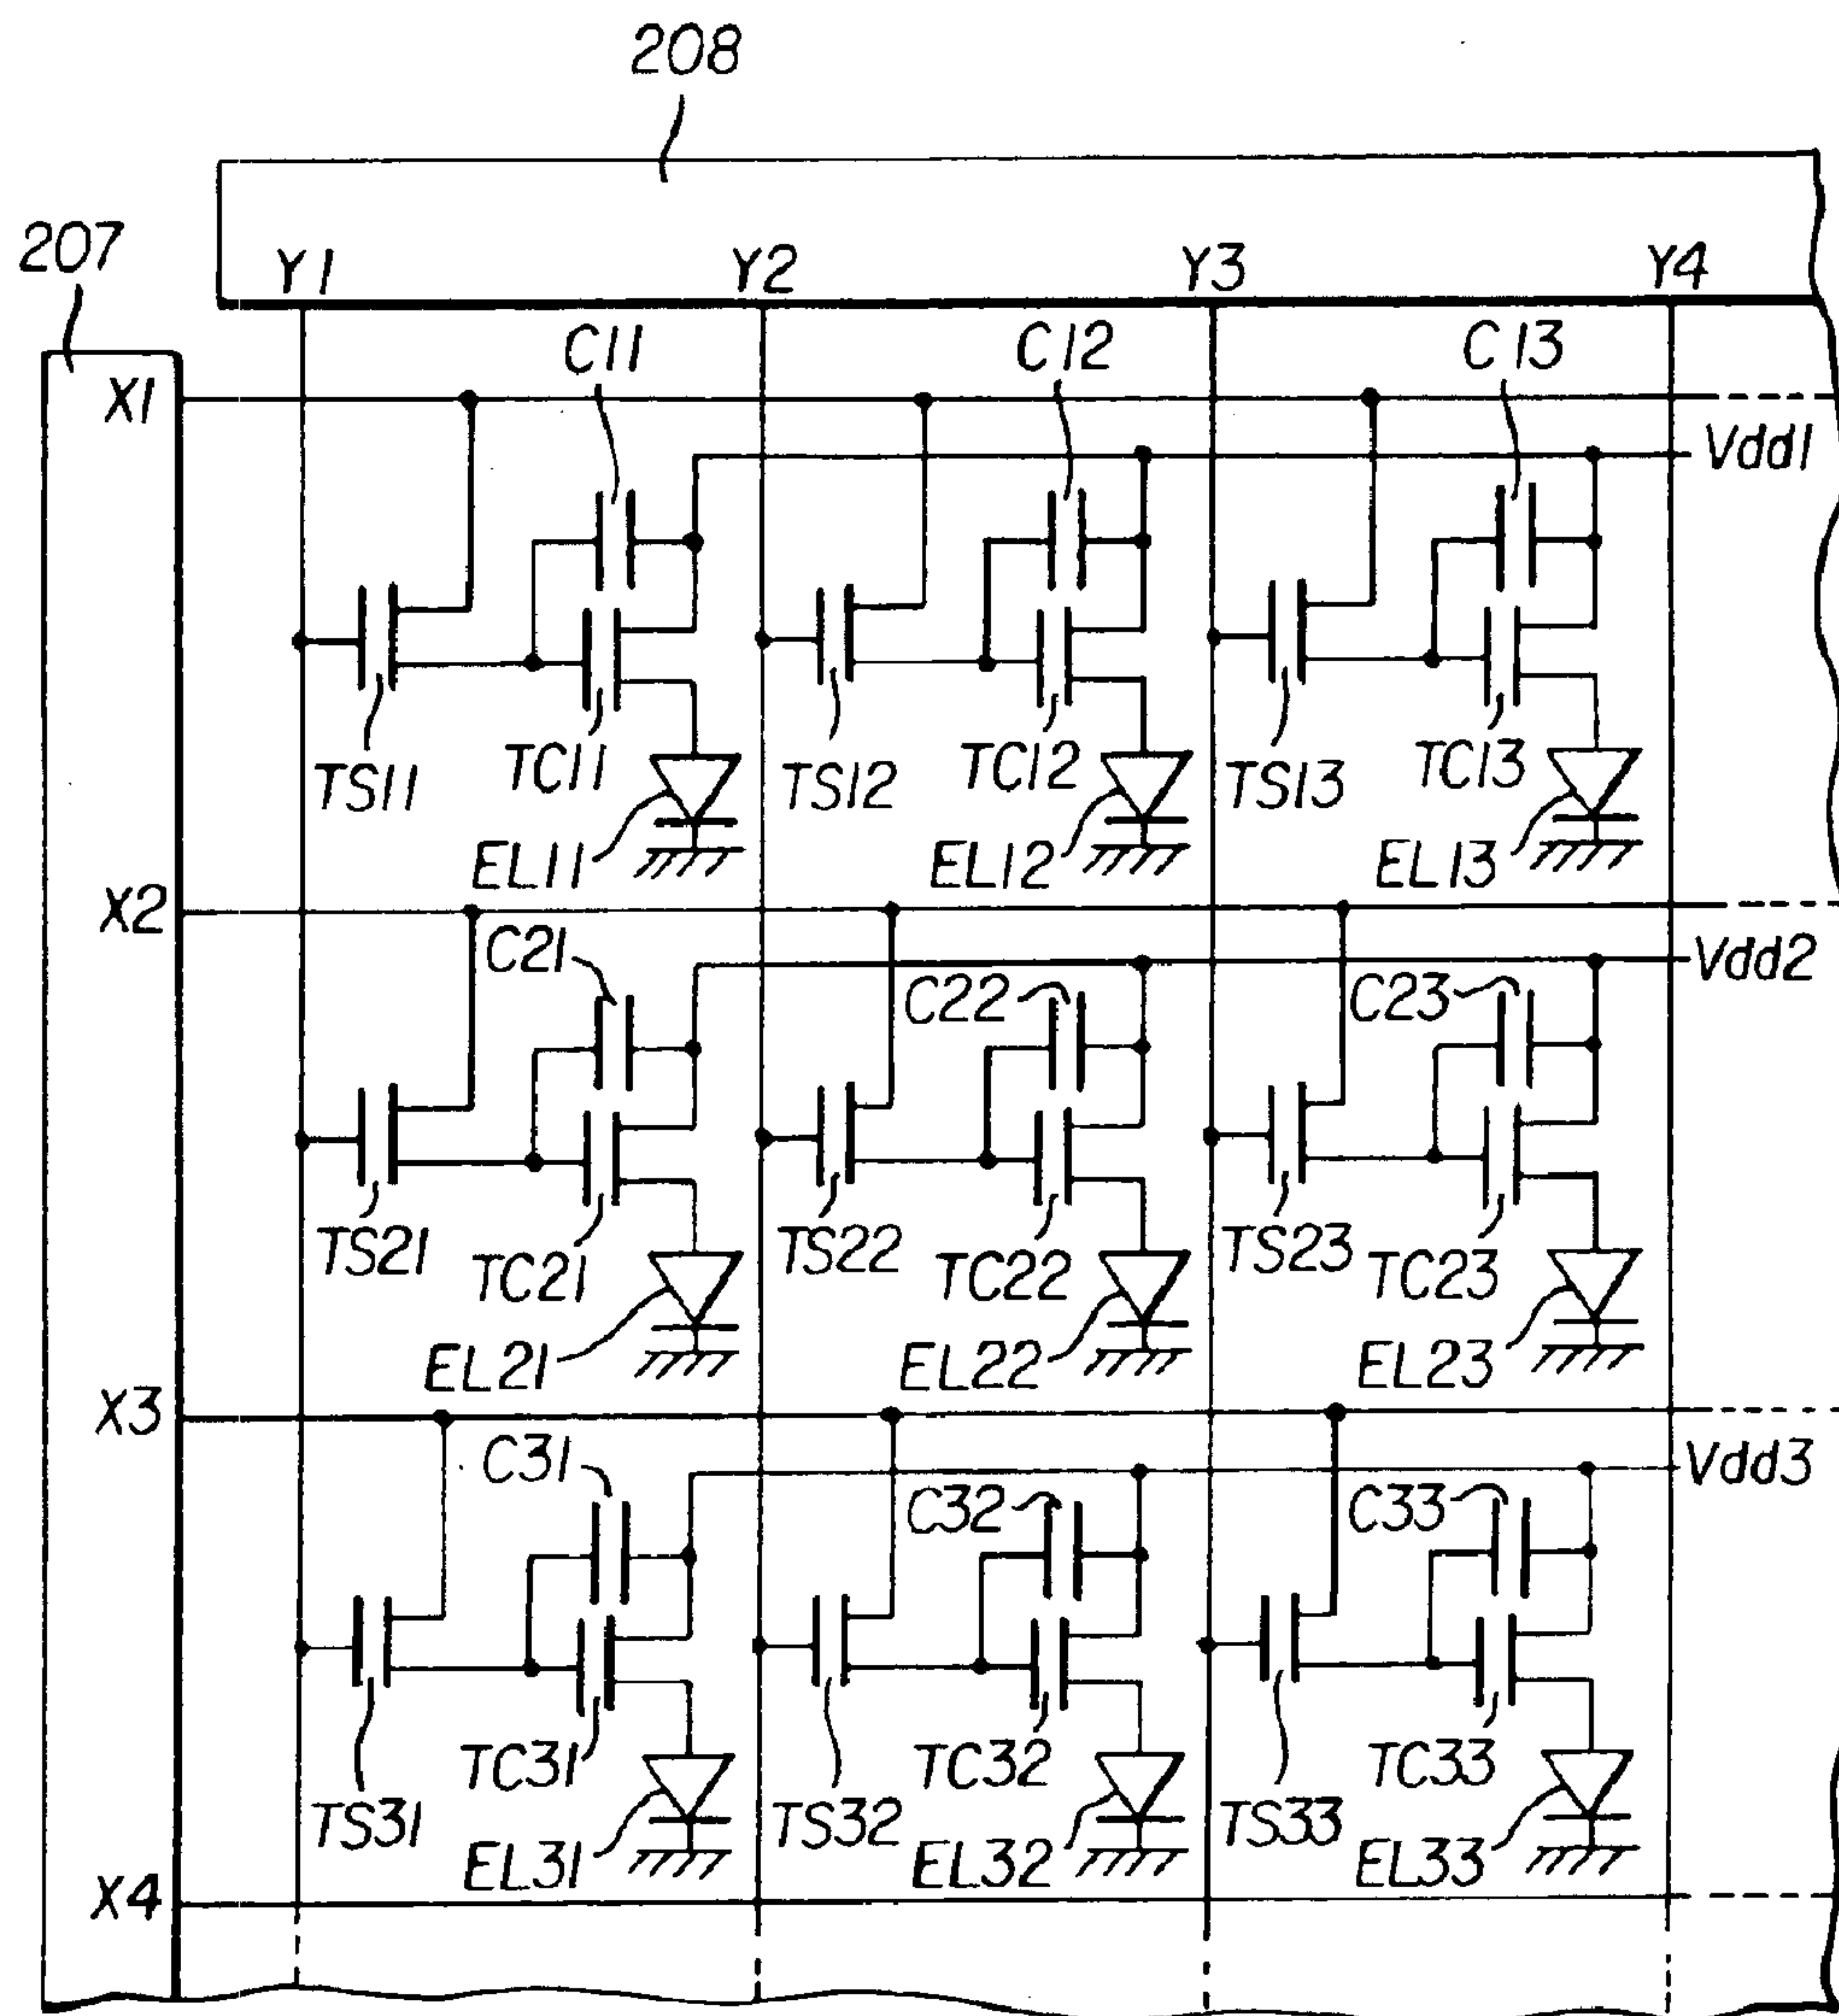 208
207
Y1 Y2 Y3 Y4
C11 C12 C13
X1
Vdd1
TS11 TC11 TS12 TC12 TS13 TC13
EL11 EL12 EL13
X2
C21 Vdd2
C22 C23
TS21 TC21 TS22 TC22 TS23 TC23
EL21 EL22 EL23
X3
C31 Vdd3
C32 C33
TC31 TC32 TC33
TS31 TS32 TS33
EL31 EL32 EL33
X4